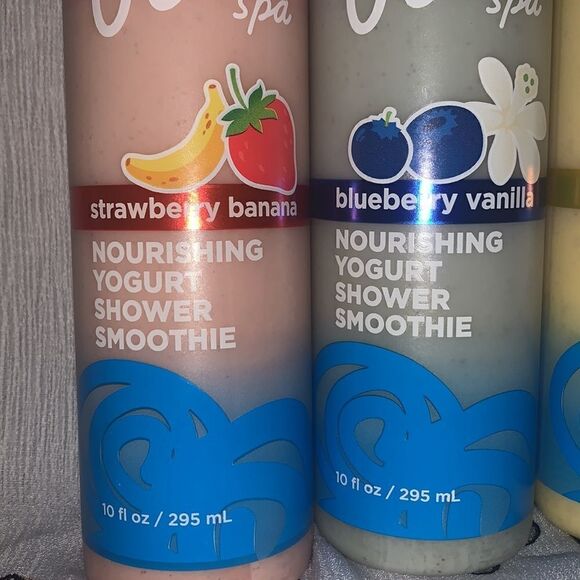 spa
strawberry banana
NOURISHING
YOGURT
SHOWER
SMOOTHIE
10 fl oz / 295 mL
spa
blueberry vanilla
NOURISHING
YOGURT
SHOWER
SMOOTHIE
10 fl oz / 295 mL